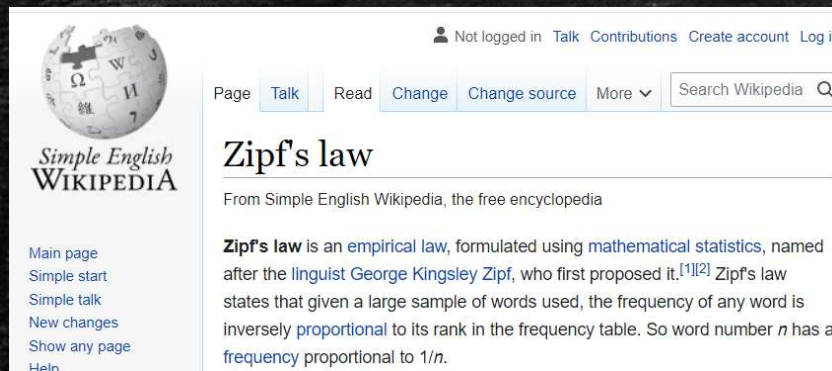 Not logged in Talk Contributions Create account Log i
Page Talk Read Change Change source More Search Wikipedia
Simple English
WIKIPEDIA
Zipf's law
From Simple English Wikipedia, the free encyclopedia
Main page
Simple start
Simple talk
New changes
Show any page
Help
Zipf's law is an empirical law, formulated using mathematical statistics, named
after the linguist George Kingsley Zipf, who first proposed it.[1][2] Zipf's law
states that given a large sample of words used, the frequency of any word is
inversely proportional to its rank in the frequency table. So word number n has a
frequency proportional to 1/n.